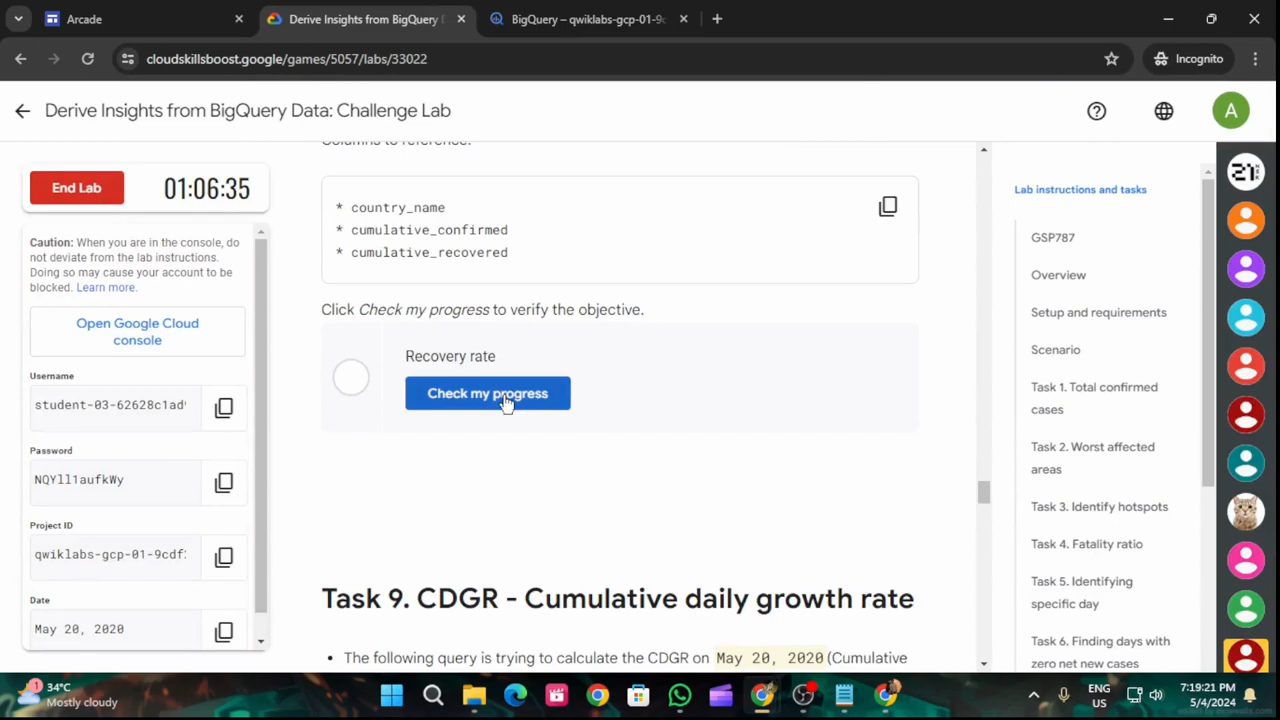 Arcade
Derive Insights from BigQuery
BigQuery – qwiklabs-gcp-01-9c
cloudskillsboost.google/games/5057/labs/33022
Incognito
Derive Insights from BigQuery Data: Challenge Lab
A
End Lab
01:06:35
Caution: When you are in the console, do
not deviate from the lab instructions.
Doing so may cause your account to be
blocked. Learn more.
Open Google Cloud
console
Username
student-03-62628c1ad
Password
NQYll1aufkWy
Project ID
qwiklabs-gcp-01-9cdf
Date
May 20, 2020
Columns to reference:
* country_name
* cumulative_confirmed
* cumulative_recovered
Click Check my progress to verify the objective.
Recovery rate
Check my progress
Task 9. CDGR - Cumulative daily growth rate
• The following query is trying to calculate the CDGR on May 20, 2020 (Cumulative
Lab instructions and tasks
GSP787
Overview
Setup and requirements
Scenario
Task 1. Total confirmed
cases
Task 2. Worst affected
areas
Task 3. Identify hotspots
Task 4. Fatality ratio
Task 5. Identifying
specific day
Task 6. Finding days with
zero net new cases
1
34°C
Mostly cloudy
ENG
US
7:19:21 PM
5/4/2024